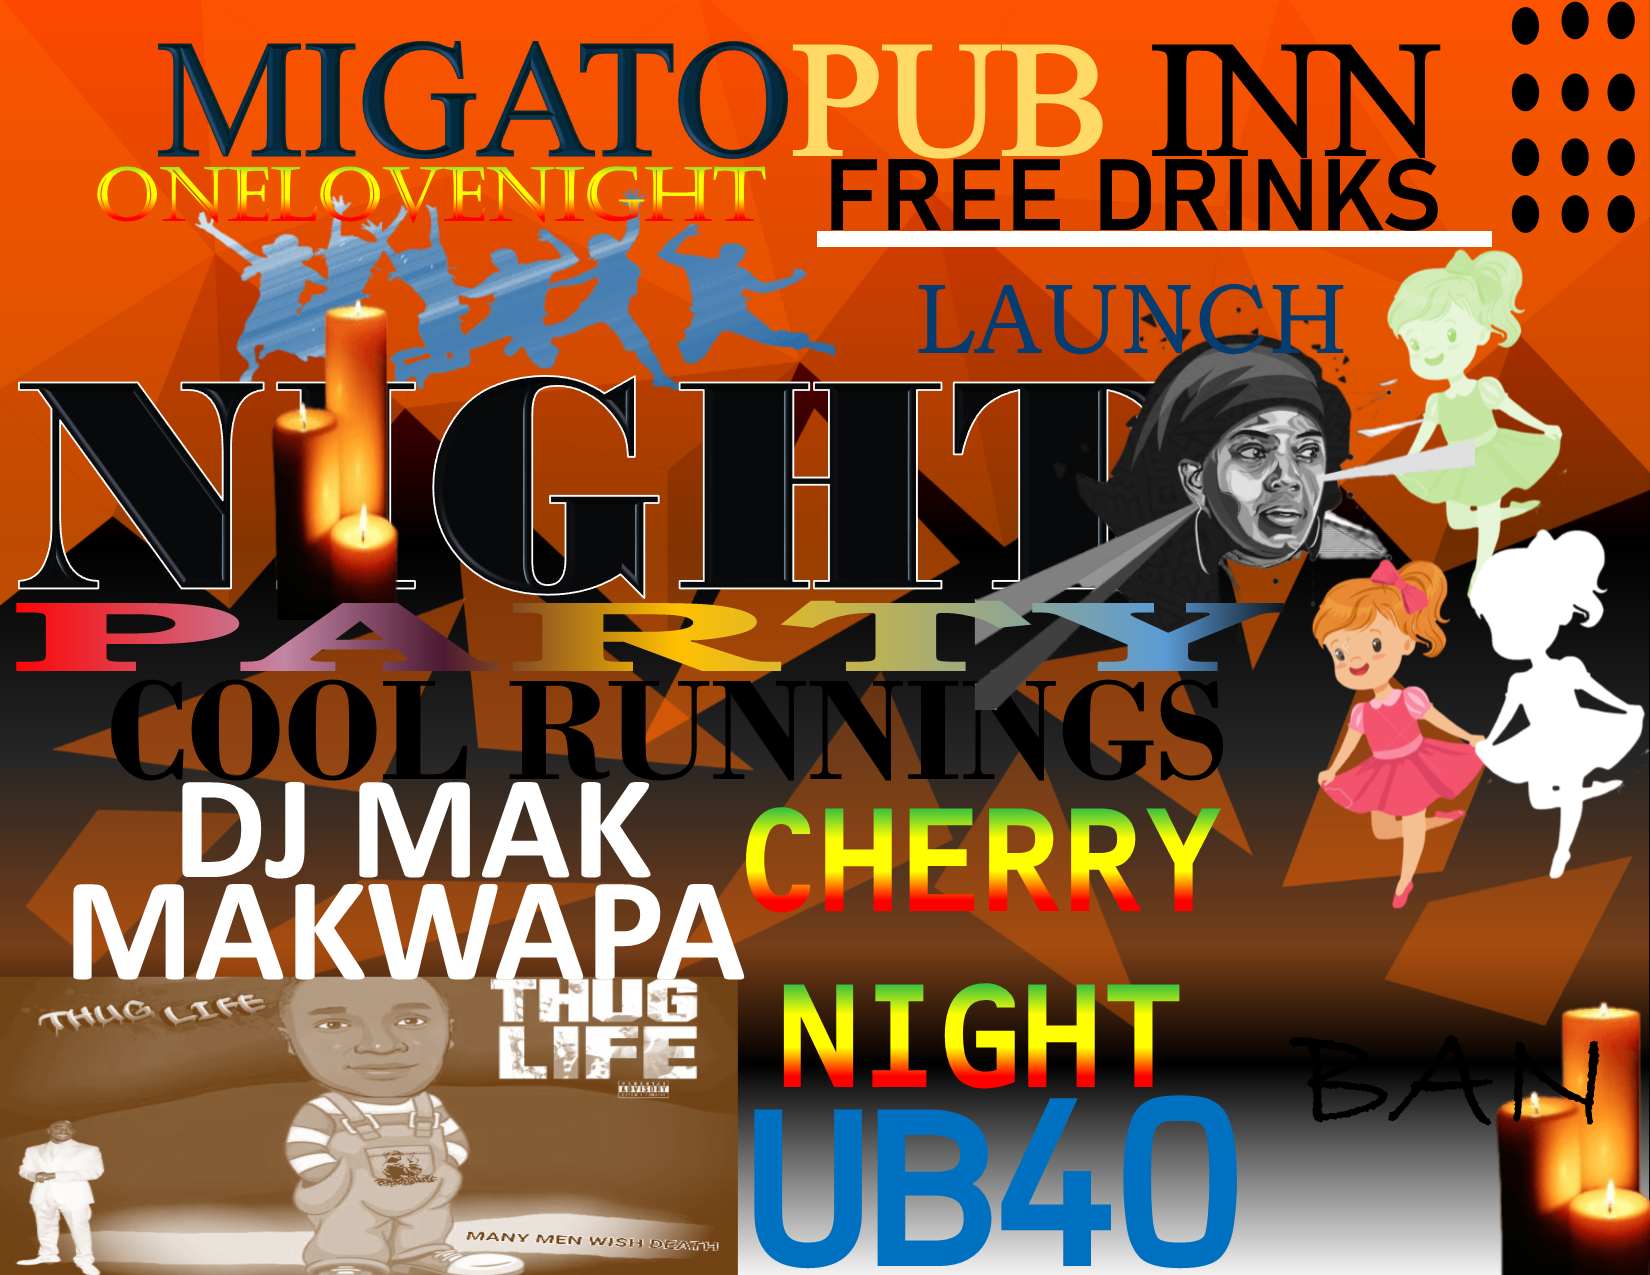 MIGATOPUB INN
ONELOVENIGHT
FREE DRINKS
LAUNCH
NIGHT
PARTY
COOL RUNNINGS
DJ MAK
MAKWAPA
CHERRY
NIGHT
UB40
BAN
THUG LIFE
THUG
LIFE
ADVISORY
MANY MEN WISH DEATH